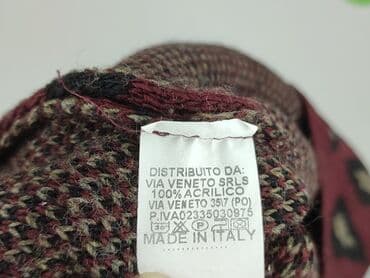 DISTRIBUITO DA:
VIA VENETO SRLS
100% ACRILICO
VIA VENETO 35\7 (PO)
P.IVA02335030975
MADE IN ITALY